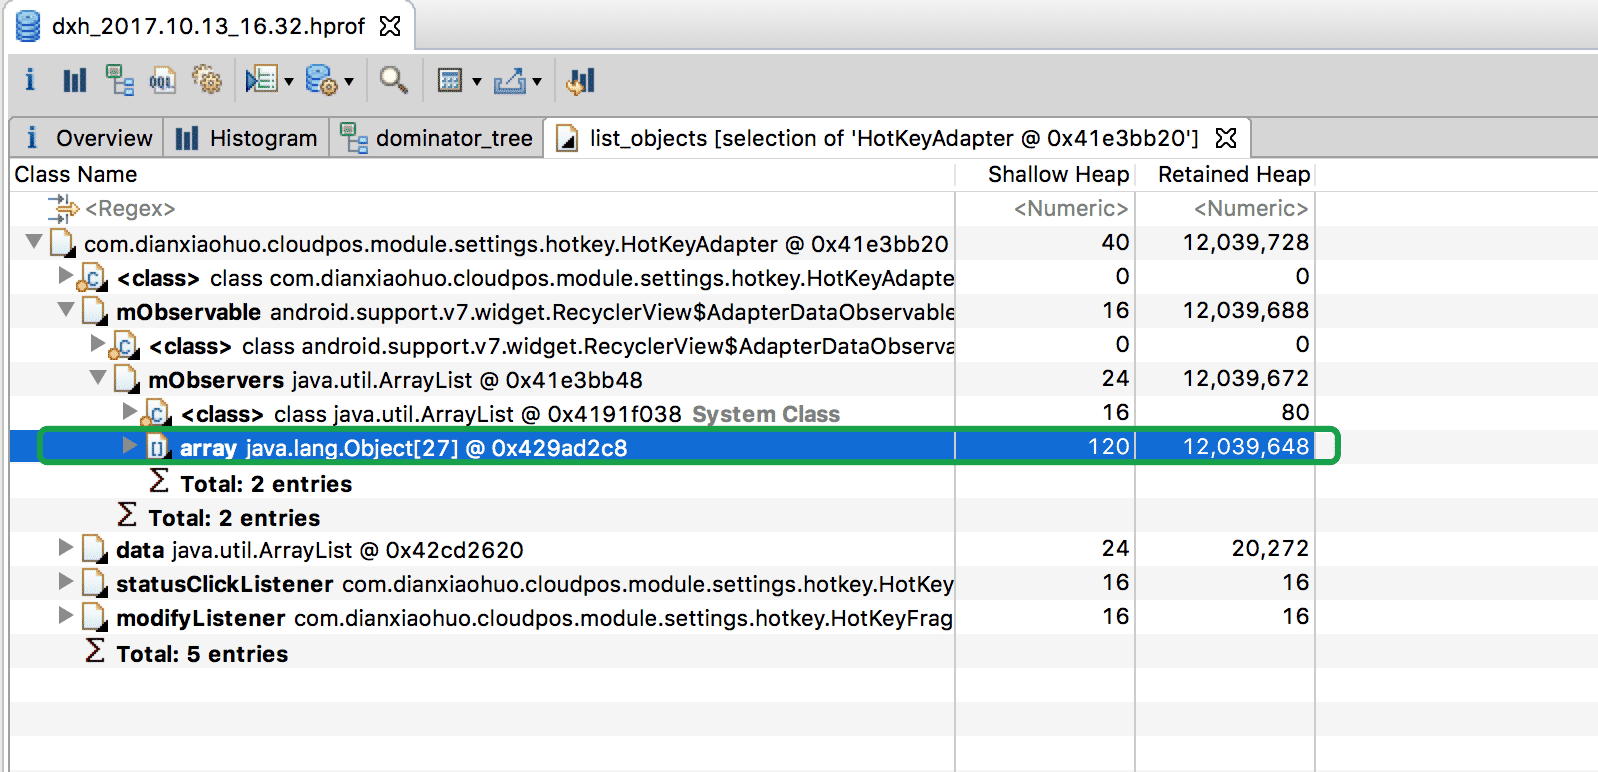 dxh_2017.10.13_16.32.hprof
OQL
Overview Histogram dominator_tree list_objects [selection of 'HotKeyAdapter @ 0x41e3bb20']
Class Name Shallow Heap Retained Heap
<Regex> <Numeric> <Numeric>
com.dianxiaohuo.cloudpos.module.settings.hotkey.HotKeyAdapter @ 0x41e3bb20 40 12,039,728
<class> class com.dianxiaohuo.cloudpos.module.settings.hotkey.HotKeyAdapte 0 0
mObservable android.support.v7.widget.RecyclerView$AdapterDataObservable 16 12,039,688
<class> class android.support.v7.widget.RecyclerView$AdapterDataObserva 0 0
mObservers java.util.ArrayList @ 0x41e3bb48 24 12,039,672
<class> class java.util.ArrayList @ 0x4191f038 System Class 16 80
array java.lang.Object[27] @ 0x429ad2c8 120 12,039,648
Total: 2 entries
Total: 2 entries
data java.util.ArrayList @ 0x42cd2620 24 20,272
statusClickListener com.dianxiaohuo.cloudpos.module.settings.hotkey.HotKey 16 16
modifyListener com.dianxiaohuo.cloudpos.module.settings.hotkey.HotKeyFrag 16 16
Total: 5 entries